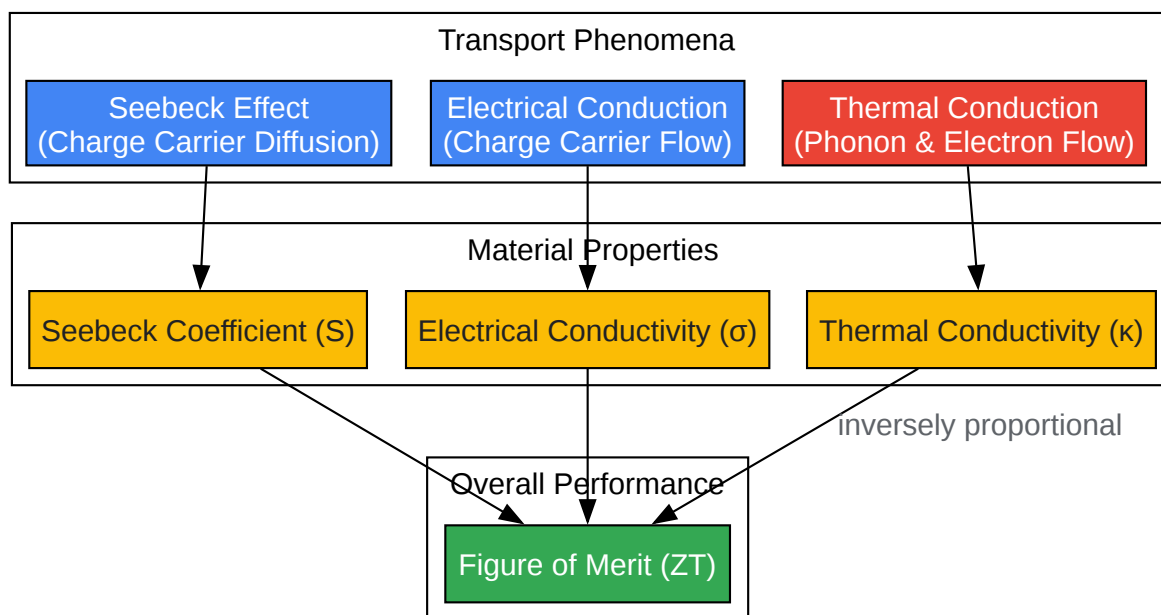 Transport Phenomena
Seebeck Effect
(Charge Carrier Diffusion)
Electrical Conduction
(Charge Carrier Flow)
Thermal Conduction
(Phonon & Electron Flow)
Material Properties
Seebeck Coefficient (S)
Electrical Conductivity (σ)
Thermal Conductivity (κ)
inversely proportional
Overall Performance
Figure of Merit (ZT)